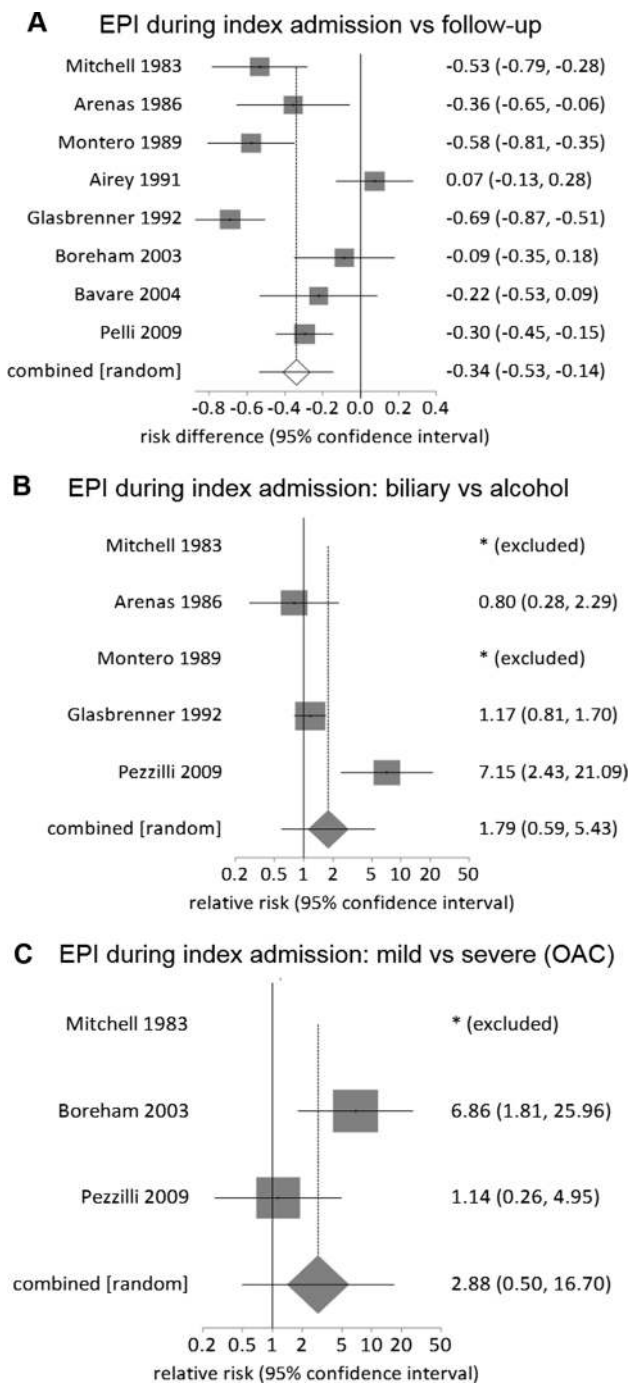 A EPI during index admission vs follow-up
Mitchell 1983 -0.53 (-0.79, -0.28)
Arenas 1986 -0.36 (-0.65, -0.06)
Montero 1989 -0.58 (-0.81, -0.35)
Airey 1991 0.07 (-0.13, 0.28)
Glasbrenner 1992 -0.69 (-0.87, -0.51)
Boreham 2003 -0.09 (-0.35, 0.18)
Bavare 2004 -0.22 (-0.53, 0.09)
Pelli 2009 -0.30 (-0.45, -0.15)
combined [random] -0.34 (-0.53, -0.14)
-0.8 -0.6 -0.4 -0.2 0.0 0.2 0.4
risk difference (95% confidence interval)
B EPI during index admission: biliary vs alcohol
Mitchell 1983 * (excluded)
Arenas 1986 0.80 (0.28, 2.29)
Montero 1989 * (excluded)
Glasbrenner 1992 1.17 (0.81, 1.70)
Pezzilli 2009 7.15 (2.43, 21.09)
combined [random] 1.79 (0.59, 5.43)
0.2 0.5 1 2 5 10 20 50
relative risk (95% confidence interval)
C EPI during index admission: mild vs severe (OAC)
Mitchell 1983 * (excluded)
Boreham 2003 6.86 (1.81, 25.96)
Pezzilli 2009 1.14 (0.26, 4.95)
combined [random] 2.88 (0.50, 16.70)
0.2 0.5 1 2 5 10 20 50
relative risk (95% confidence interval)